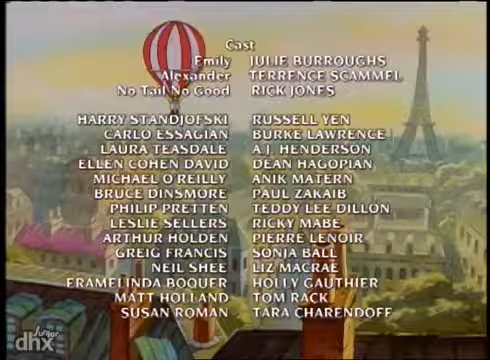 Cast
Emily JULIE BURROUGHS
Alexander TERRENCE SCAMMEL
No Tail No Good RICK JONES
HARRY STANDJOFSKI RUSSELL YEN
CARLO ESSAGIAN BURKE LAWRENCE
LAURA TEASDALE A.J. HENDERSON
ELLEN COHEN DAVID DEAN HAGOPIAN
MICHAEL O'REILLY ANIK MATERN
BRUCE DINSMORE PAUL ZAKAIB
PHILIP PRETTEN TEDDY LEE DILLON
LESLIE SELLERS RICKY MABE
ARTHUR HOLDEN PIERRE LENOIR
GREIG FRANCIS SONJA BALL
NEIL SHEE LIZ MACRAE
FRAMELINDA BOQUER HOLLY GAUTHIER
MATT HOLLAND TOM RACK
SUSAN ROMAN TARA CHARENDOFF
dhx Junior